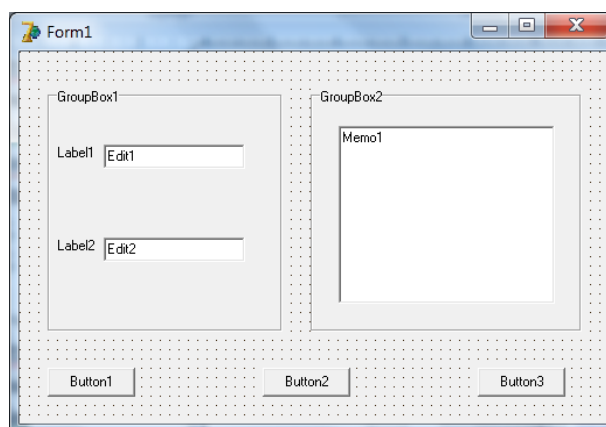 Form1
GroupBox1
Label1 Edit1
Label2 Edit2
GroupBox2
Memo1
Button1 Button2 Button3